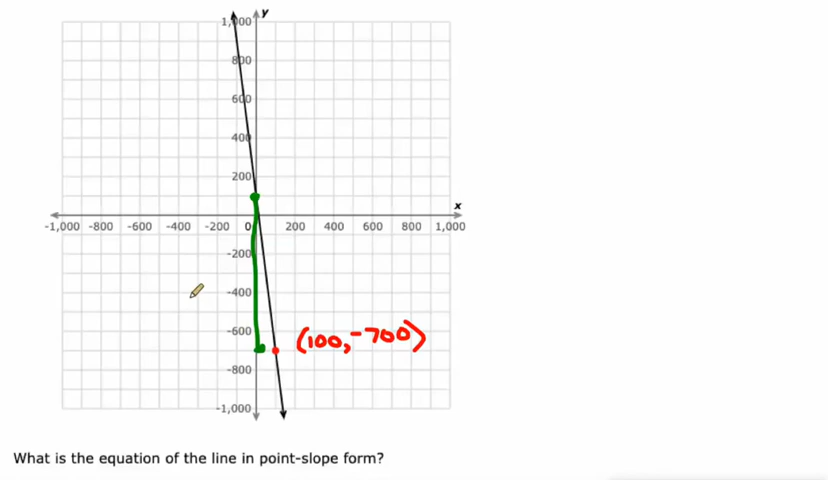 y
1,000
800
600
400
200
x
-1,000 -800 -600 -400 -200 0 200 400 600 800 1,000
-200
-400
-600
(100,-700)
-800
-1,000
What is the equation of the line in point-slope form?